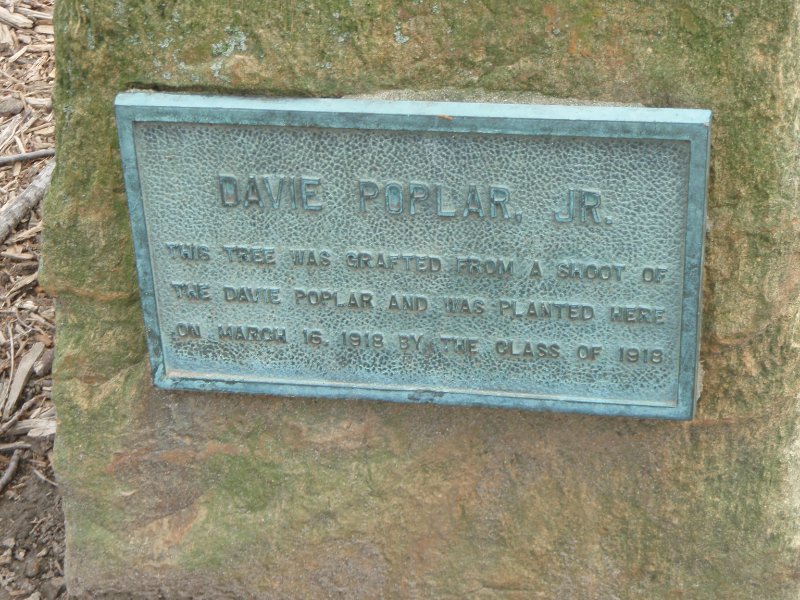 DAVIE POPLAR, JR.
THIS TREE WAS GRAFTED FROM A SHOOT OF
THE DAVIE POPLAR AND WAS PLANTED HERE
ON MARCH 16, 1918 BY THE CLASS OF 1918